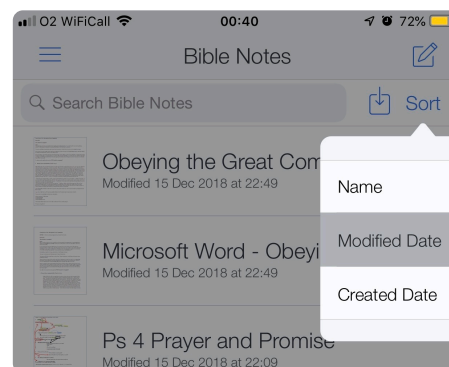 O2 WiFiCall 00:40 72%
Bible Notes
Search Bible Notes Sort
Name
Modified Date
Created Date
Obeying the Great Com
Modified 15 Dec 2018 at 22:49
Microsoft Word - Obeyi
Modified 15 Dec 2018 at 22:49
Ps 4 Prayer and Promise
Modified 15 Dec 2018 at 22:09